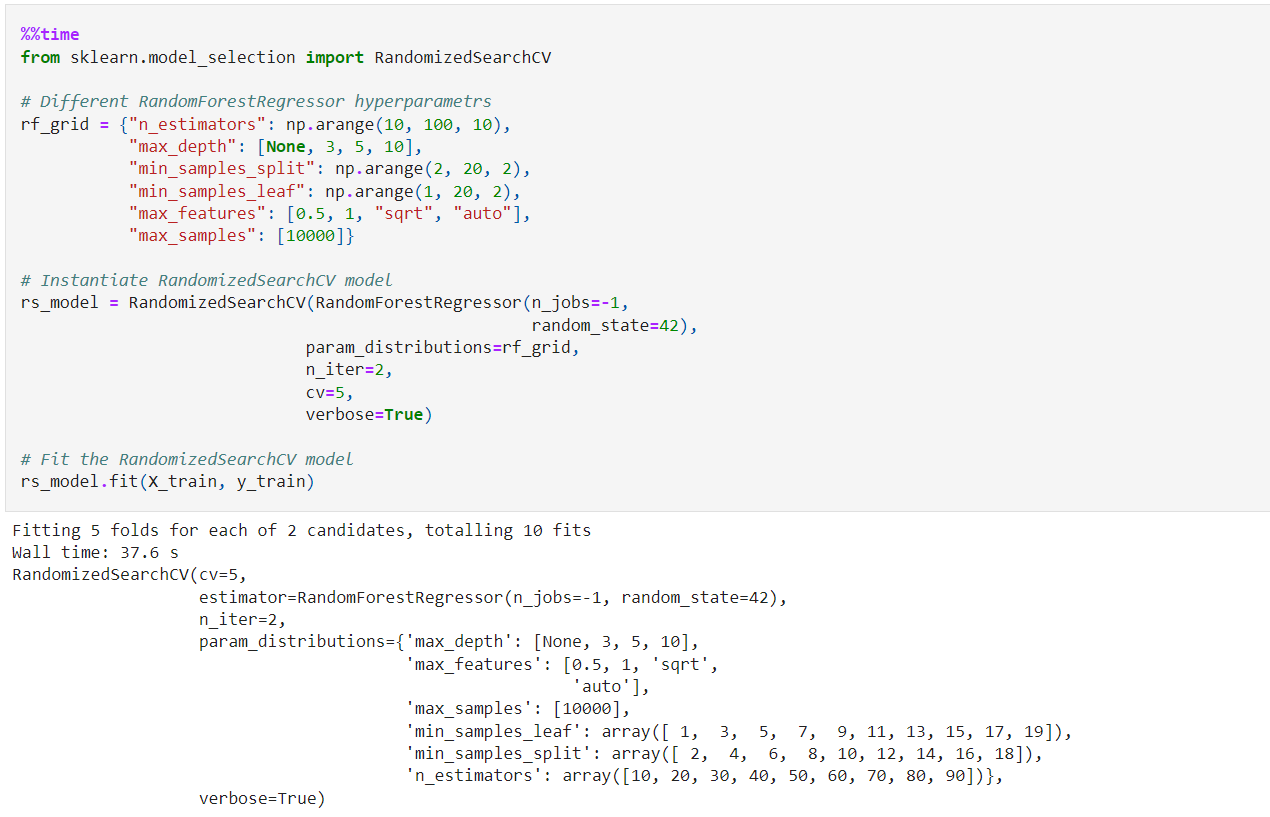 %%time
from sklearn.model_selection import RandomizedSearchCV
# Different RandomForestRegressor hyperparametrs
rf_grid = {"n_estimators": np.arange(10, 100, 10),
"max_depth": [None, 3, 5, 10],
"min_samples_split": np.arange(2, 20, 2),
"min_samples_leaf": np.arange(1, 20, 2),
"max_features": [0.5, 1, "sqrt", "auto"],
"max_samples": [10000]}
# Instantiate RandomizedSearchCV model
rs_model = RandomizedSearchCV(RandomForestRegressor(n_jobs=-1,
random_state=42),
param_distributions=rf_grid,
n_iter=2,
cv=5,
verbose=True)
# Fit the RandomizedSearchCV model
rs_model.fit(X_train, y_train)
Fitting 5 folds for each of 2 candidates, totalling 10 fits
Wall time: 37.6 s
RandomizedSearchCV(cv=5,
estimator=RandomForestRegressor(n_jobs=-1, random_state=42),
n_iter=2,
param_distributions={'max_depth': [None, 3, 5, 10],
'max_features': [0.5, 1, 'sqrt',
'auto'],
'max_samples': [10000],
'min_samples_leaf': array([ 1,  3,  5,  7,  9, 11, 13, 15, 17, 19]),
'min_samples_split': array([ 2,  4,  6,  8, 10, 12, 14, 16, 18]),
'n_estimators': array([10, 20, 30, 40, 50, 60, 70, 80, 90])},
verbose=True)